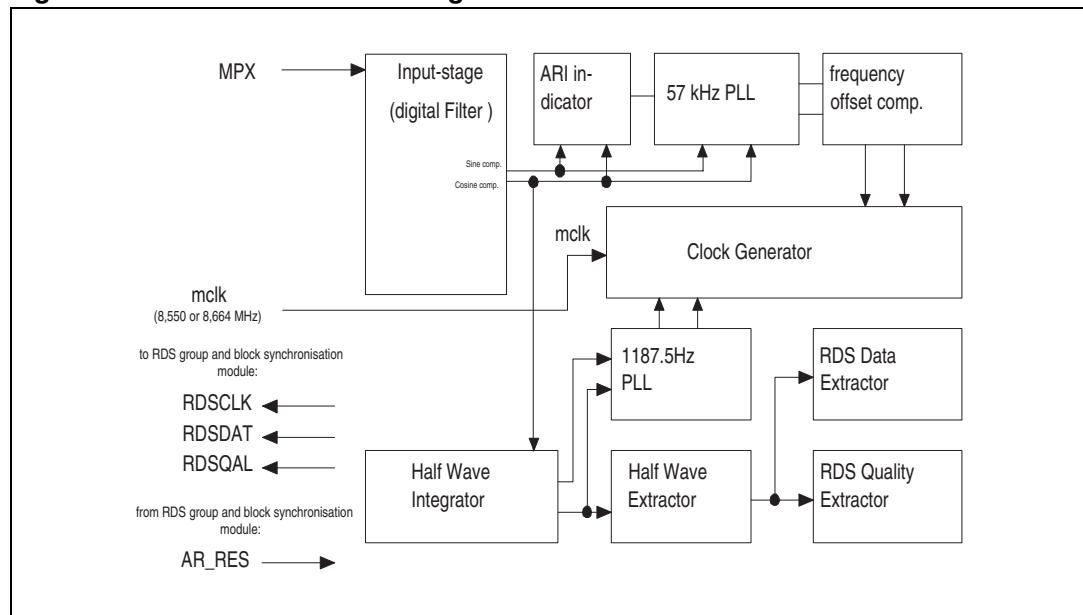 MPX
Input-stage
(digital Filter )
Sine comp.
Cosine comp.
ARI in-
dicator
57 kHz PLL
frequency
offset comp.
mclk
Clock Generator
mclk
(8,550 or 8,664 MHz)
to RDS group and block synchronisation
module:
RDSCLK
RDSDAT
RDSQAL
from RDS group and block synchronisation
module:
AR_RES
1187.5Hz
PLL
RDS Data
Extractor
Half Wave
Integrator
Half Wave
Extractor
RDS Quality
Extractor